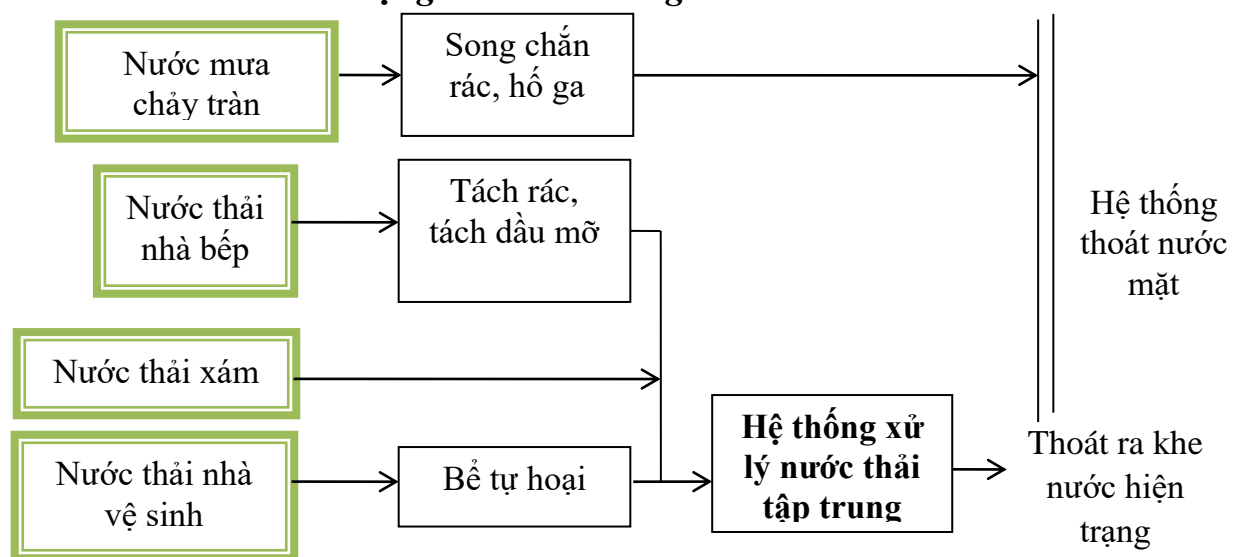 Nước mưa
chảy tràn
Song chắn
rác, hố ga
Nước thải
nhà bếp
Tách rác,
tách dầu mỡ
Hệ thống
thoát nước
mặt
Nước thải xám
Nước thải nhà
vệ sinh
Bể tự hoại
Hệ thống xử
lý nước thải
tập trung
Thoát ra khe
nước hiện
trạng